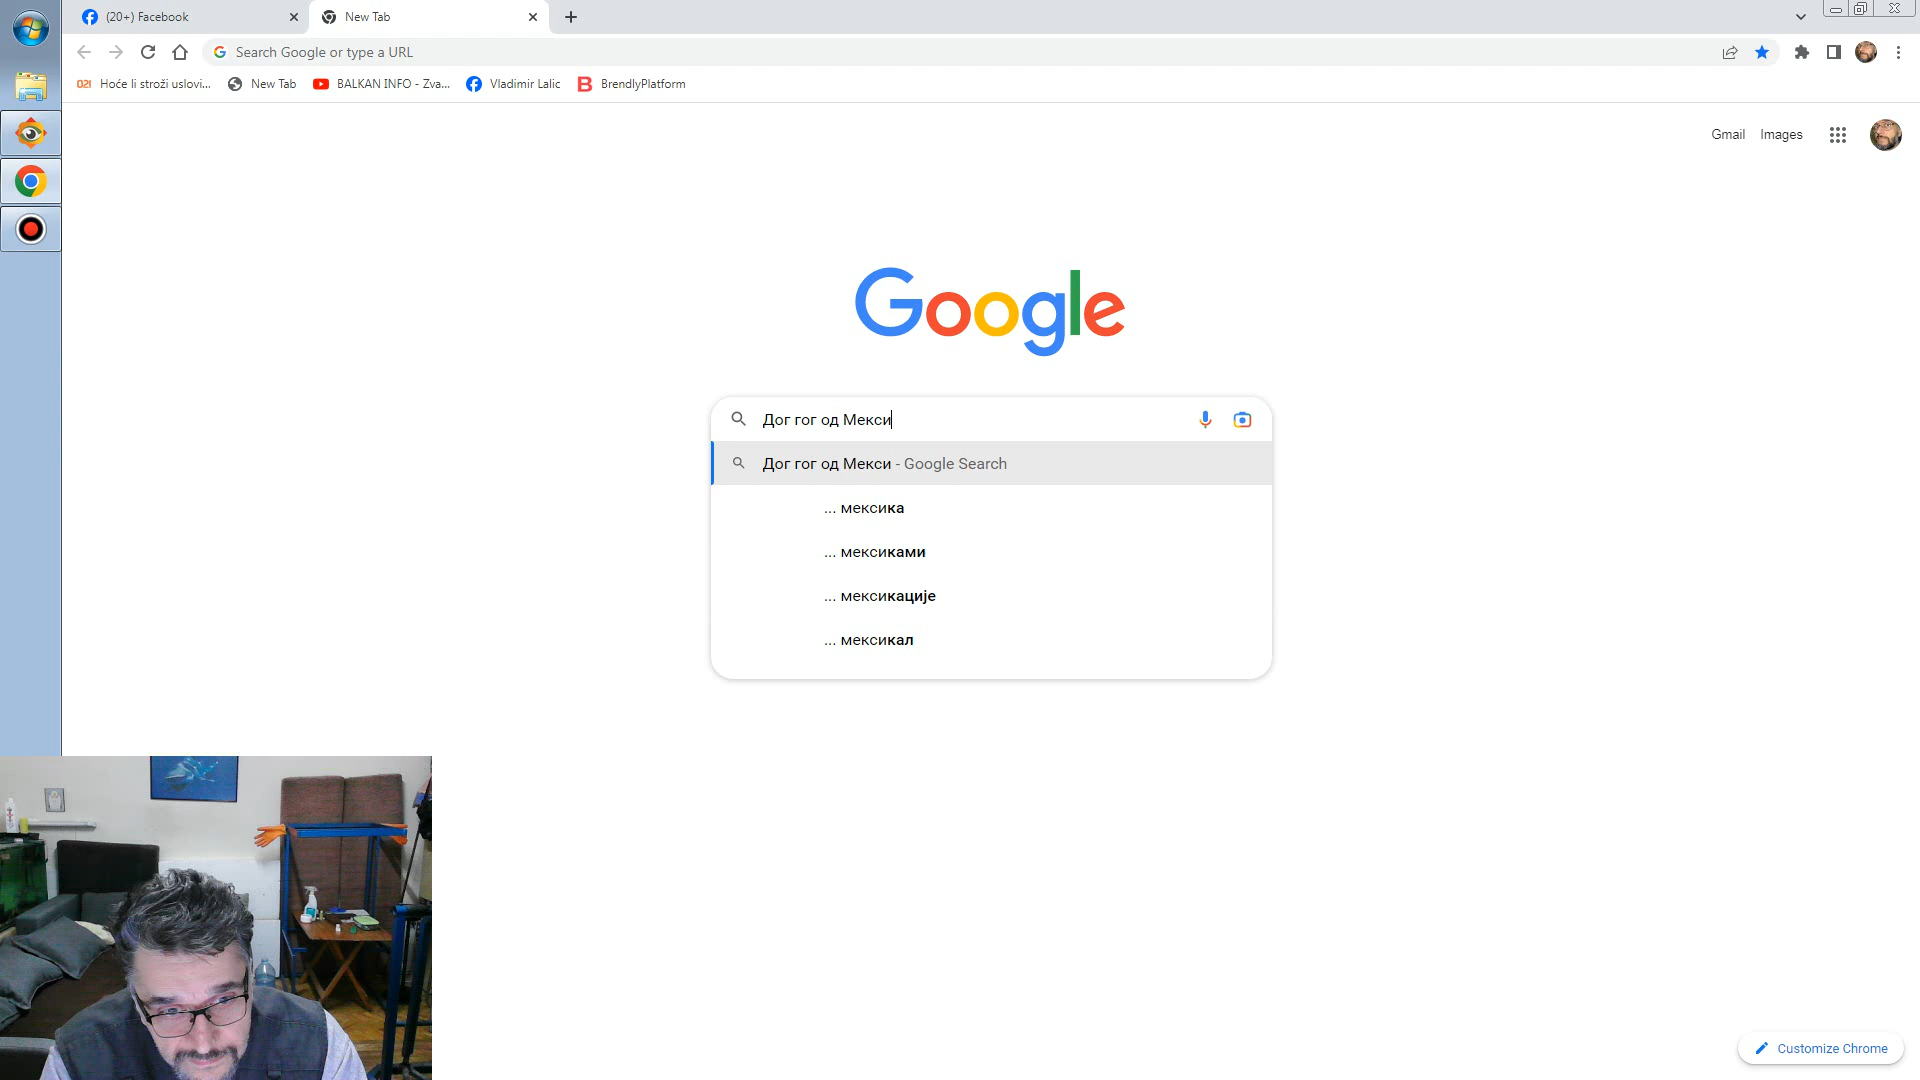 (20+) Facebook
New Tab
Search Google or type a URL
021 Hoće li stroži uslovi...
New Tab
BALKAN INFO - Zva...
Vladimir Lalic
BrendlyPlatform
Gmail Images
Google
Дог гог од Мекси
Дог гог од Мекси - Google Search
... мексика
... мексиками
... мексикације
... мексикал
Customize Chrome